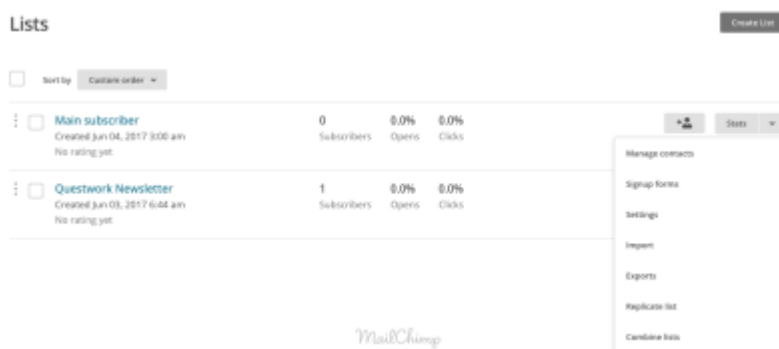 Lists
Create List
Sort by Custom order
Main subscriber 0 0.0% 0.0% Stats
Created Jun 04, 2017 3:00 am Subscribers Opens Clicks
No rating yet
Manage contacts
Signup forms
Questwork Newsletter 1 0.0% 0.0%
Created Jun 03, 2017 6:44 am Subscribers Opens Clicks
No rating yet
Settings
Import
Exports
Replicate list
Combine lists
MailChimp